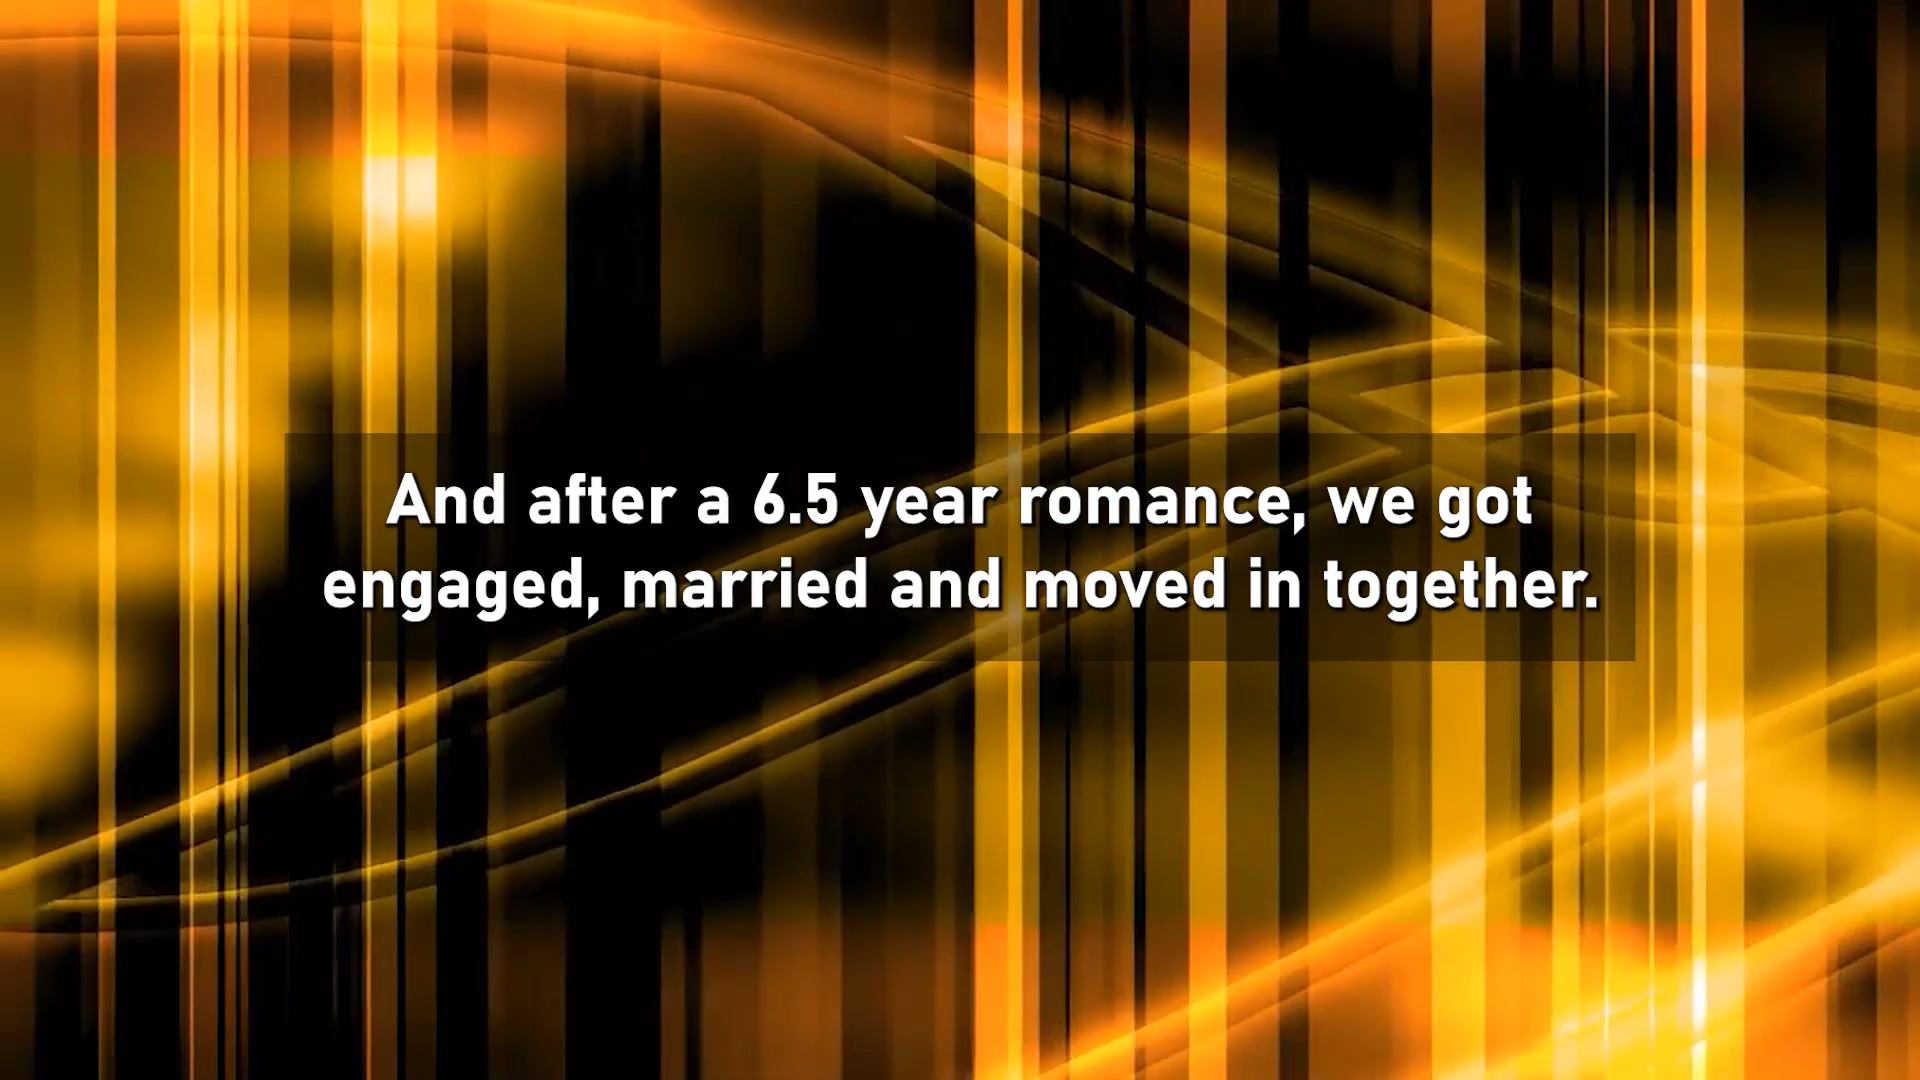 And after a 6.5 year romance, we got
engaged, married and moved in together.